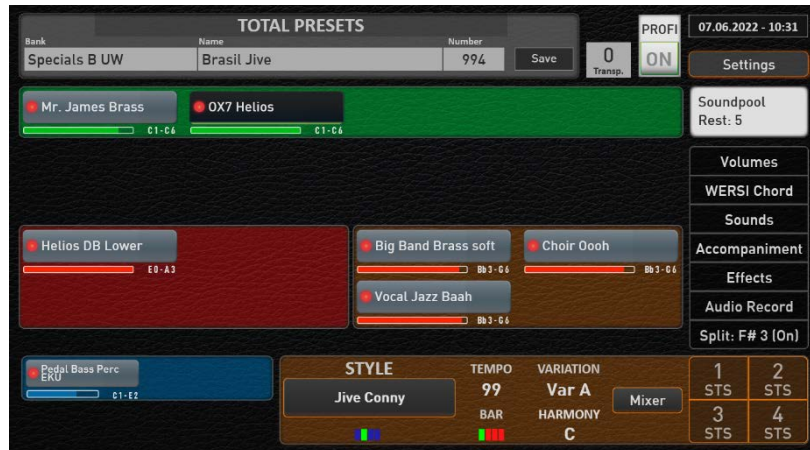 TOTAL PRESETS
PROFI
07.06.2022 - 10:31
Bank
Name
Number
Specials B UW
Brasil Jive
994
Save
0
Transp.
ON
Settings
Mr. James Brass
OX7 Helios
C1-C6
C1-C6
Soundpool
Rest: 5
Volumes
WERSI Chord
Sounds
Accompaniment
Effects
Audio Record
Split: F# 3 (On)
Helios DB Lower
E0-A3
Big Band Brass soft
Choir Oooh
Bb3-G6
Bb3-G6
Vocal Jazz Baah
Bb3-G6
Pedal Bass Perc
EKU
C1-E2
STYLE
TEMPO
VARIATION
Jive Conny
99
Var A
Mixer
BAR
HARMONY
C
1
STS
2
STS
3
STS
4
STS